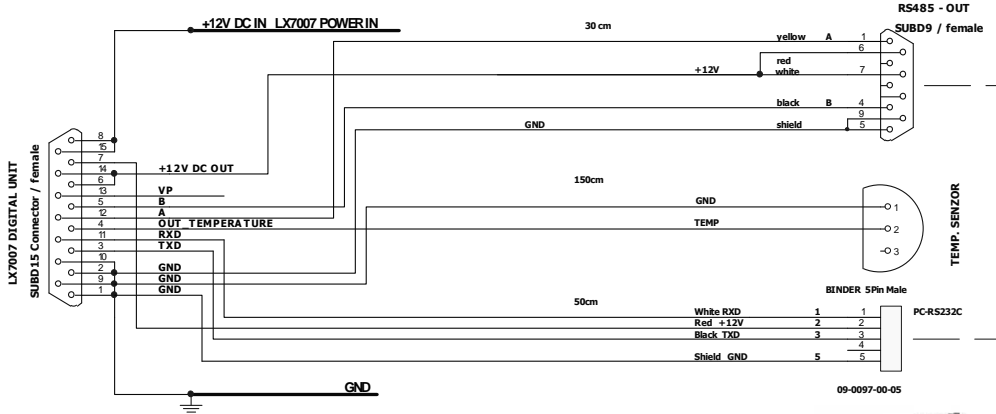 RS485 - OUT
SUBD9 / female
+12V DC IN LX7007 POWER IN
30 cm
yellow A 1
6
red
+12V white 7
black B 4
9
GND shield 5
LX7007 DIGITAL UNIT
SUBD15 Connector / female
8
15
7
14 +12V DC OUT
6
13 VP
5 B
12 A
4 OUT_TEMPERATURE
11 RXD
3 TXD
10
2 GND
9 GND
1 GND
150cm
GND 1
TEMP 2
3
TEMP. SENZOR
BINDER 5Pin Male
50cm
White RXD 1 1
Red +12V 2 2
Black TXD 3 3
4
Shield GND 5 5
PC-RS232C
09-0097-00-05
GND